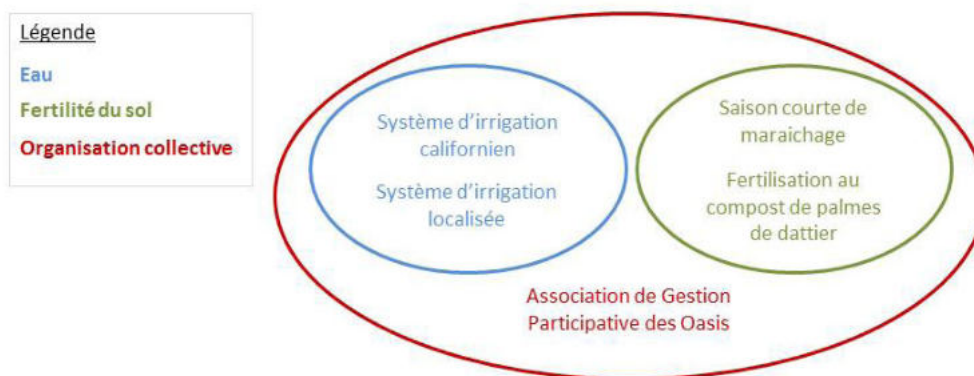 Légende
Eau
Fertilité du sol
Organisation collective
Système d'irrigation
californien
Système d'irrigation
localisée
Saison courte de
maraichage
Fertilisation au
compost de palmes
de dattier
Association de Gestion
Participative des Oasis